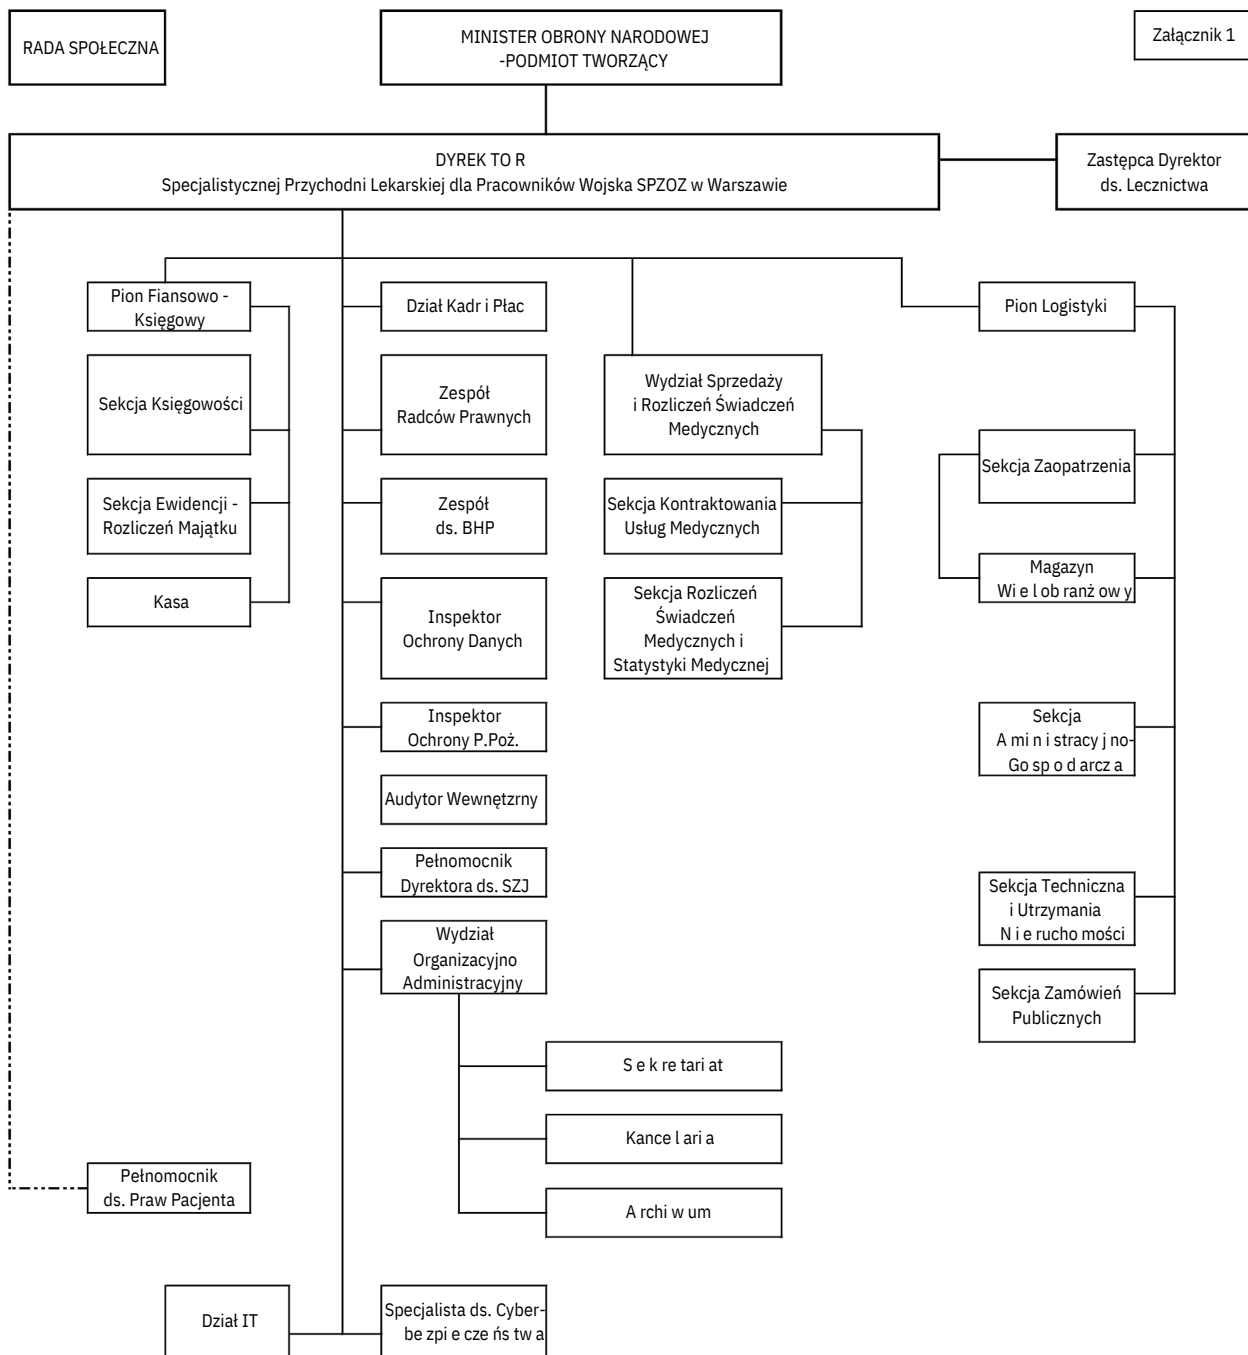 RADA SPOŁECZNA
MINISTER OBRONY NARODOWEJ
-PODMIOT TWORZĄCY
Załącznik 1
DYREK TO R
Specjalistycznej Przychodni Lekarskiej dla Pracowników Wojska SPZOZ w Warszawie
Zastępca Dyrektor
ds. Lecznictwa
Pion Fiansowo -
Księgowy
Sekcja Księgowości
Sekcja Ewidencji -
Rozliczeń Majątku
Kasa
Dział Kadr i Płac
Zespół
Radców Prawnych
Zespół
ds. BHP
Inspektor
Ochrony Danych
Inspektor
Ochrony P.Poż.
Audytor Wewnętzrny
Pełnomocnik
Dyrektora ds. SZJ
Wydział
Organizacyjno
Administracyjny
S e k re tari at
Kance l ari a
A rchi w um
Wydział Sprzedaży
i Rozliczeń Świadczeń
Medycznych
Sekcja Kontraktowania
Usług Medycznych
Sekcja Rozliczeń
Świadczeń
Medycznych i
Statystyki Medycznej
Pion Logistyki
Sekcja Zaopatrzenia
Magazyn
Wi e l ob ranż ow y
Sekcja
A mi n i stracy j no-
Go sp o d arcz a
Sekcja Techniczna
i Utrzymania
N i e rucho mości
Sekcja Zamówień
Publicznych
Pełnomocnik
ds. Praw Pacjenta
Dział IT
Specjalista ds. Cyber-
be zpi e cze ńs tw a